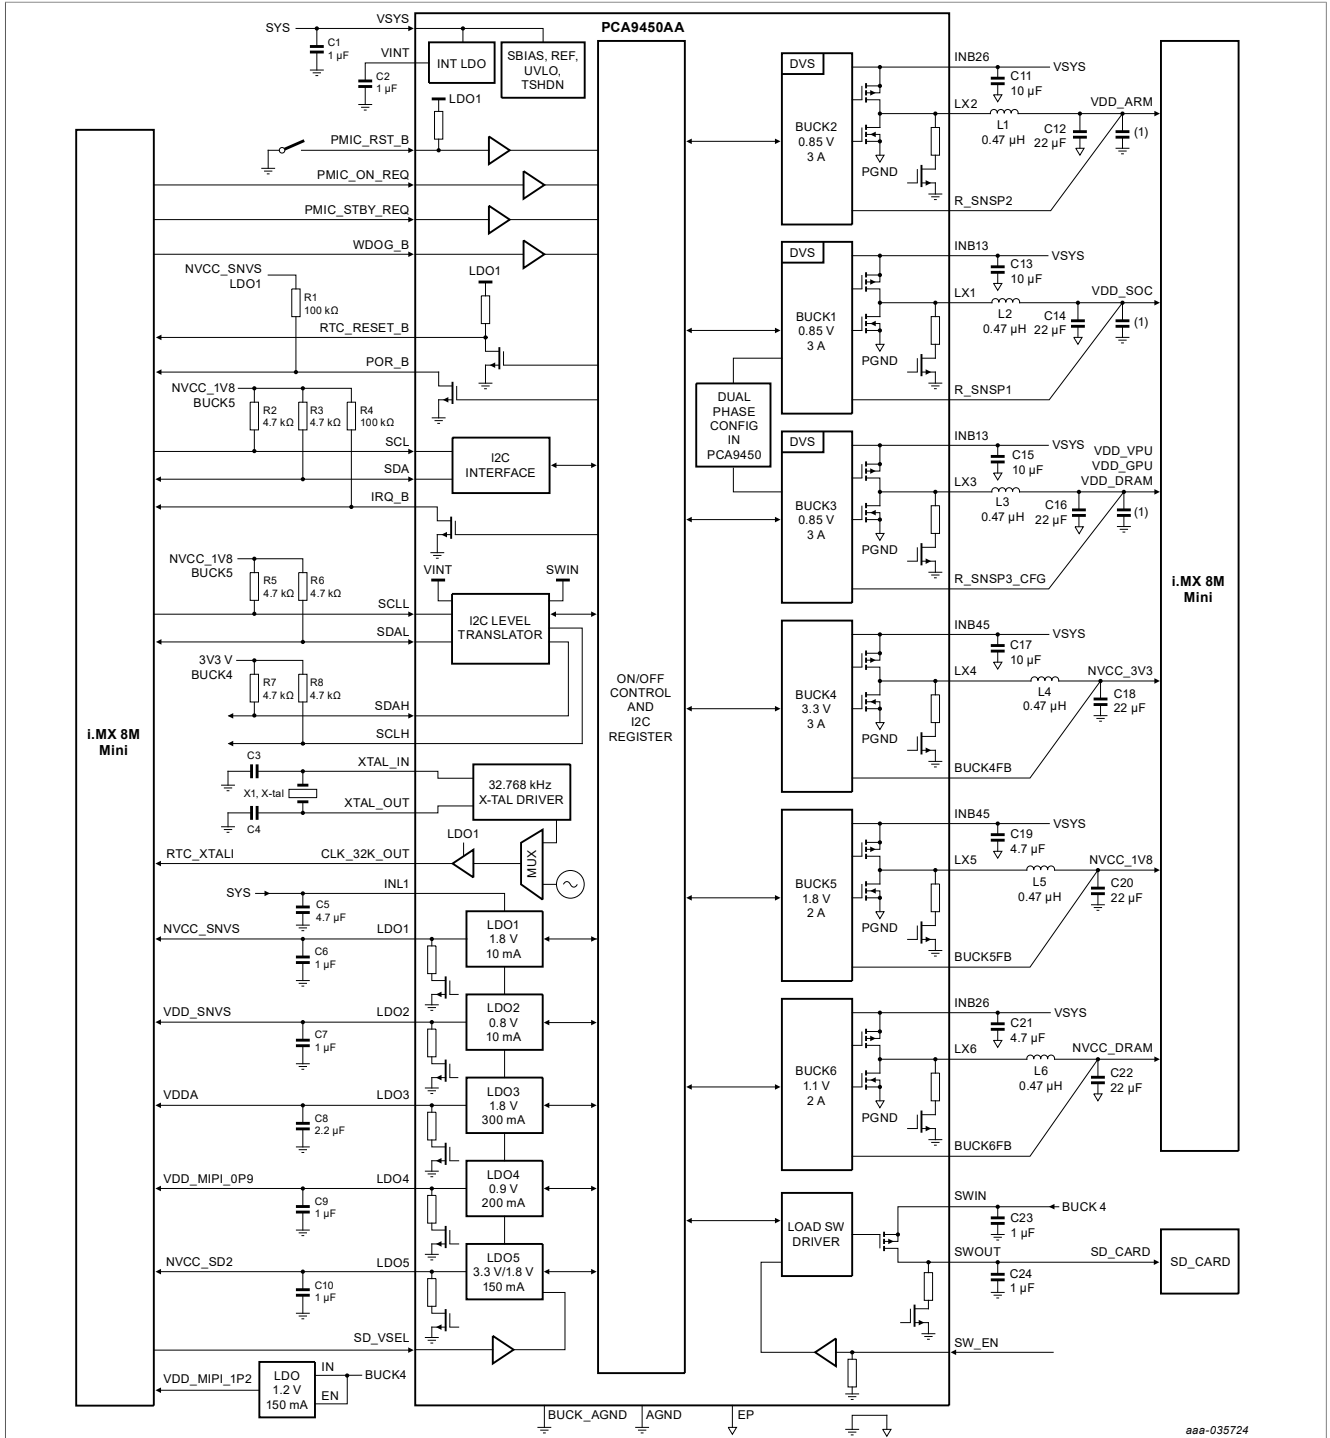 PCA9450AA
SYS
VSYS
C1
1 µF
VINT
C2
1 µF
INT LDO
SBIAS, REF,
UVLO,
TSHDN
LDO1
PMIC_RST_B
PMIC_ON_REQ
PMIC_STBY_REQ
WDOG_B
NVCC_SNVS
LDO1
R1
100 kΩ
LDO1
RTC_RESET_B
POR_B
NVCC_1V8
BUCK5
R2
4.7 kΩ
R3
4.7 kΩ
R4
100 kΩ
SCL
SDA
IRQ_B
I2C
INTERFACE
NVCC_1V8
BUCK5
R5
4.7 kΩ
R6
4.7 kΩ
VINT
SWIN
SCLL
SDAL
I2C LEVEL
TRANSLATOR
3V3 V
BUCK4
R7
4.7 kΩ
R8
4.7 kΩ
SDAH
SCLH
i.MX 8M
Mini
C3
X1, X-tal
C4
XTAL_IN
XTAL_OUT
32.768 kHz
X-TAL DRIVER
LDO1
MUX
RTC_XTALI
CLK_32K_OUT
SYS
INL1
C5
4.7 µF
NVCC_SNVS
LDO1
C6
1 µF
LDO1
1.8 V
10 mA
VDD_SNVS
LDO2
C7
1 µF
LDO2
0.8 V
10 mA
VDDA
LDO3
C8
2.2 µF
LDO3
1.8 V
300 mA
VDD_MIPI_0P9
LDO4
C9
1 µF
LDO4
0.9 V
200 mA
NVCC_SD2
LDO5
C10
1 µF
LDO5
3.3 V/1.8 V
150 mA
SD_VSEL
VDD_MIPI_1P2
LDO
1.2 V
150 mA
IN
EN
BUCK4
BUCK_AGND
AGND
EP
ON/OFF
CONTROL
AND
I2C
REGISTER
DVS
BUCK2
0.85 V
3 A
PGND
INB26
VSYS
C11
10 µF
LX2
L1
0.47 µH
C12
22 µF
VDD_ARM
(1)
R_SNSP2
DVS
BUCK1
0.85 V
3 A
PGND
INB13
VSYS
C13
10 µF
LX1
L2
0.47 µH
C14
22 µF
VDD_SOC
(1)
R_SNSP1
DUAL
PHASE
CONFIG
IN
PCA9450
DVS
BUCK3
0.85 V
3 A
PGND
INB13
VSYS
C15
10 µF
LX3
L3
0.47 µH
C16
22 µF
VDD_VPU
VDD_GPU
VDD_DRAM
(1)
R_SNSP3_CFG
i.MX 8M
Mini
BUCK4
3.3 V
3 A
PGND
INB45
VSYS
C17
10 µF
LX4
L4
0.47 µH
NVCC_3V3
C18
22 µF
BUCK4FB
BUCK5
1.8 V
2 A
PGND
INB45
VSYS
C19
4.7 µF
LX5
L5
0.47 µH
NVCC_1V8
C20
22 µF
BUCK5FB
BUCK6
1.1 V
2 A
PGND
INB26
VSYS
C21
4.7 µF
LX6
L6
0.47 µH
NVCC_DRAM
C22
22 µF
BUCK6FB
LOAD SW
DRIVER
SWIN
BUCK 4
C23
1 µF
SWOUT
SD_CARD
C24
1 µF
SD_CARD
SW_EN
aaa-035724